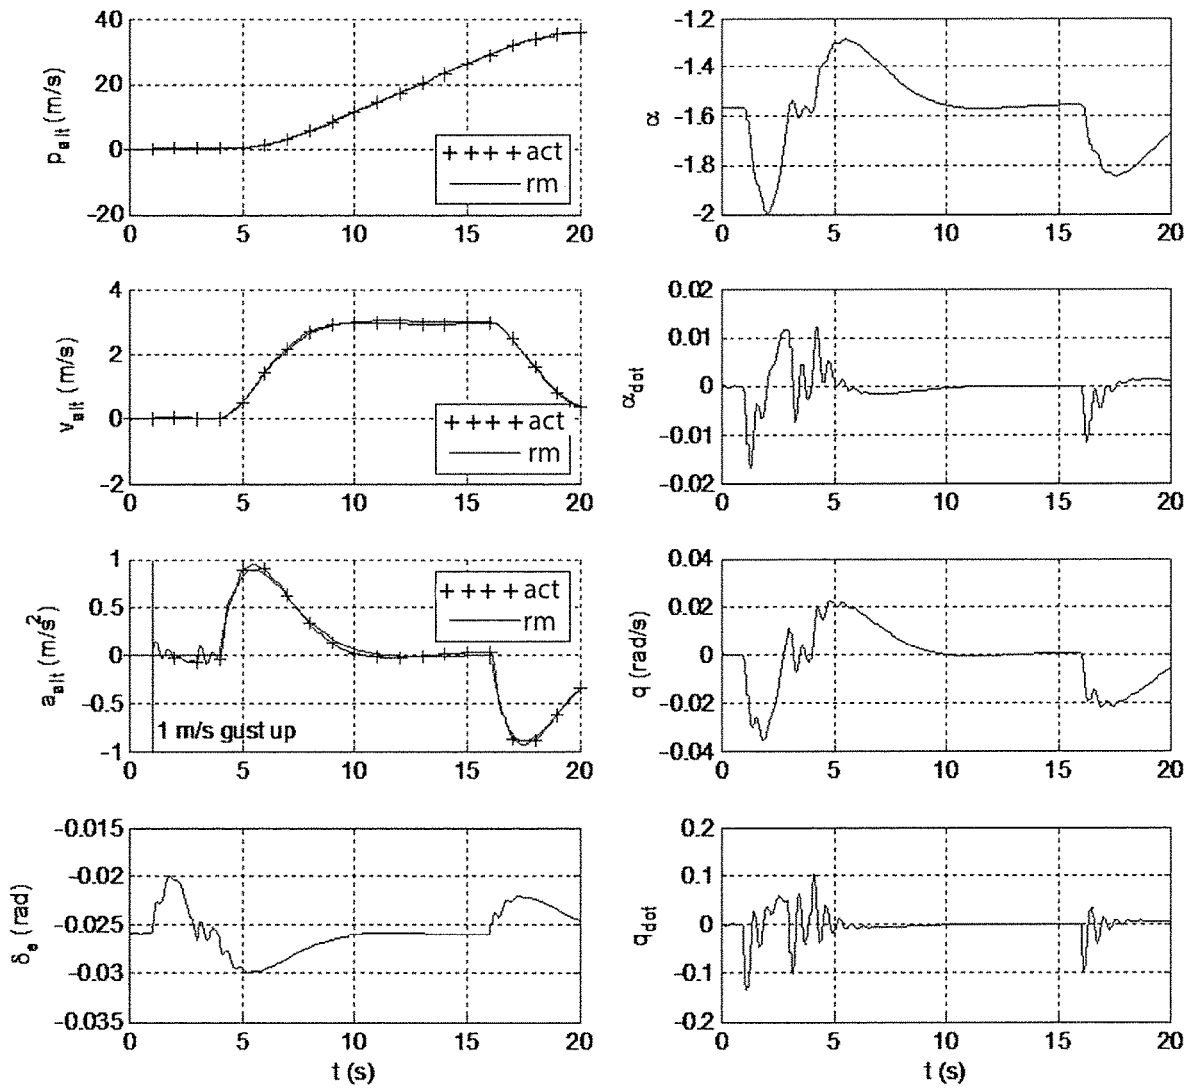 40
20
0
-20
p_alt (m/s)
act
rm
0 5 10 15 20
-1.2
-1.4
-1.6
-1.8
-2
α
0 5 10 15 20
4
2
0
-2
v_alt (m/s)
act
rm
0 5 10 15 20
0.02
0.01
0
-0.01
-0.02
α_dot
0 5 10 15 20
1
0.5
0
-0.5
-1
a_alt (m/s²)
act
rm
1 m/s gust up
0 5 10 15 20
0.04
0.02
0
-0.02
-0.04
q (rad/s)
0 5 10 15 20
-0.015
-0.02
-0.025
-0.03
-0.035
δ_e (rad)
0 5 10 15 20
t (s)
0.2
0.1
0
-0.1
-0.2
q_dot
0 5 10 15 20
t (s)